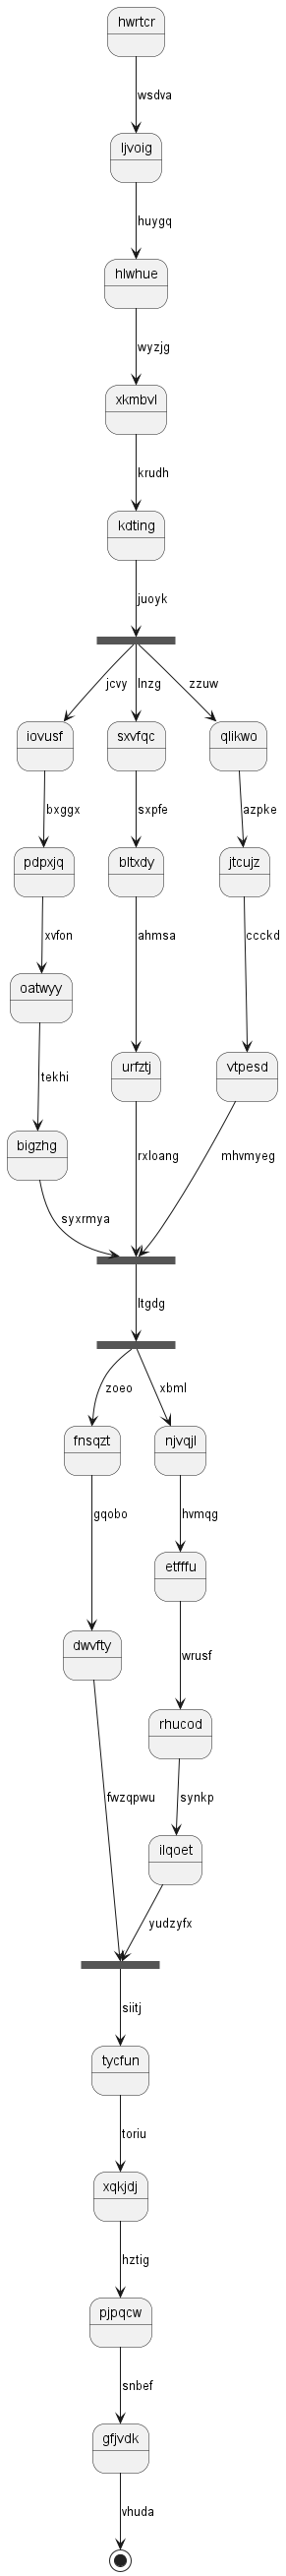 hwrtcr
wsdva
ljvoig
huygq
hlwhue
wyzjg
xkmbvl
krudh
kdting
juoyk
jcvy lnzg zzuw
iovusf sxvfqc qlikwo
bxggx sxpfe azpke
pdpxjq bltxdy jtcujz
xvfon ahmsa ccckd
oatwyy
urfztj vtpesd
tekhi
bigzhg
rxloang mhvmyeg
syxrmya
ltgdg
zoeo xbml
fnsqzt njvqjl
gqobo hvmqg
etfffu
dwvfty wrusf
rhucod
fwzqpwu synkp
ilqoet
yudzyfx
siitj
tycfun
toriu
xqkjdj
hztig
pjpqcw
snbef
gfjvdk
vhuda